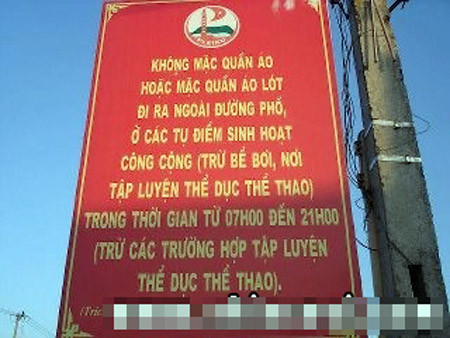 KHÔNG MẶC QUẦN ÁO
HOẶC MẶC QUẦN ÁO LÓT
ĐI RA NGOÀI ĐƯỜNG PHỐ,
Ở CÁC TỤ ĐIỂM SINH HOẠT
CÔNG CỘNG (TRỪ BỂ BƠI, NƠI
TẬP LUYỆN THỂ DỤC THỂ THAO)
TRONG THỜI GIAN TỪ 07H00 ĐẾN 21H00
(TRỪ CÁC TRƯỜNG HỢP TẬP LUYỆN
THỂ DỤC THỂ THAO).